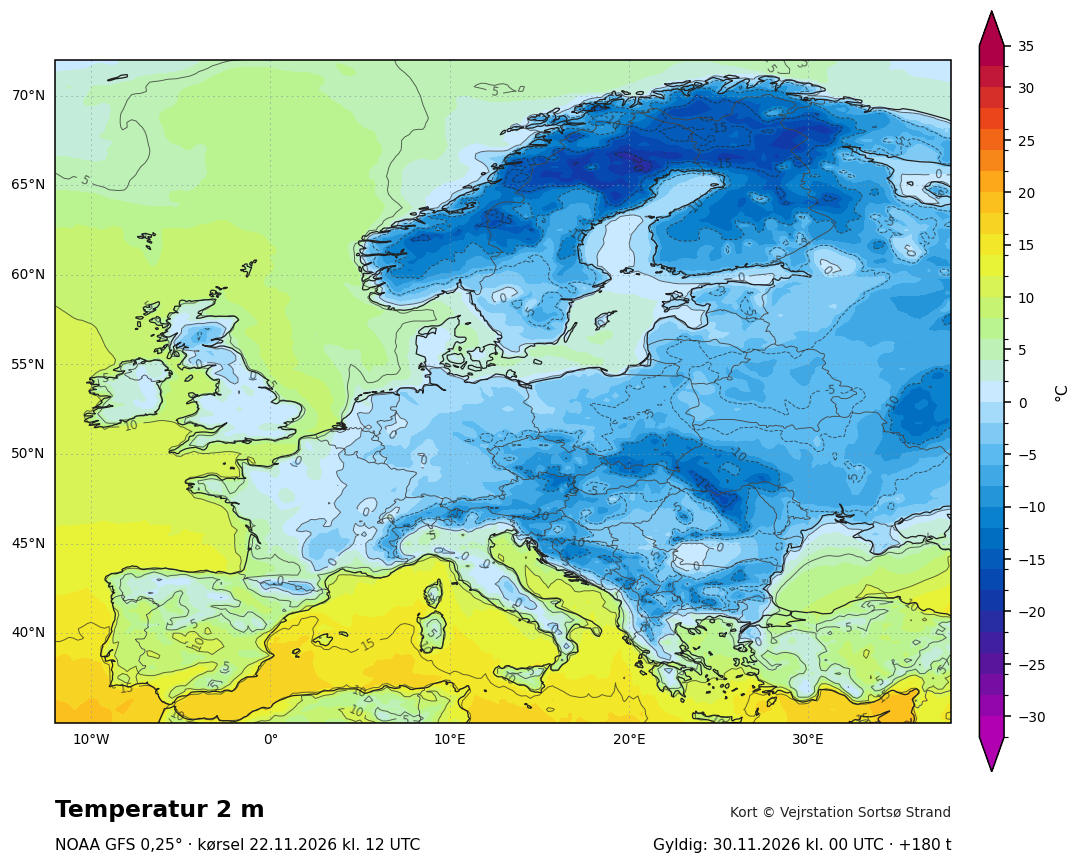 35
30
25
20
15
10
5
0
−5
−10
−15
−20
−25
−30
°C
70°N
65°N
60°N
55°N
50°N
45°N
40°N
10°W 0° 10°E 20°E 30°E
Temperatur 2 m
Kort © Vejrstation Sortsø Strand
NOAA GFS 0,25° · kørsel 22.11.2026 kl. 12 UTC
Gyldig: 30.11.2026 kl. 00 UTC · +180 t